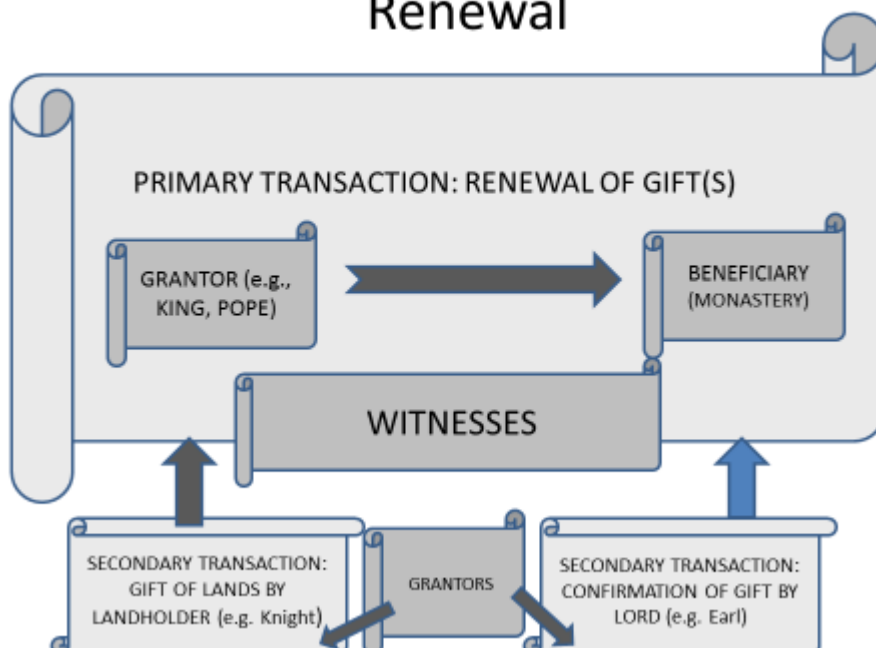 Renewal
PRIMARY TRANSACTION: RENEWAL OF GIFT(S)
GRANTOR (e.g.,
KING, POPE)
BENEFICIARY
(MONASTERY)
WITNESSES
SECONDARY TRANSACTION:
GIFT OF LANDS BY
LANDHOLDER (e.g. Knight)
GRANTORS
SECONDARY TRANSACTION:
CONFIRMATION OF GIFT BY
LORD (e.g. Earl)